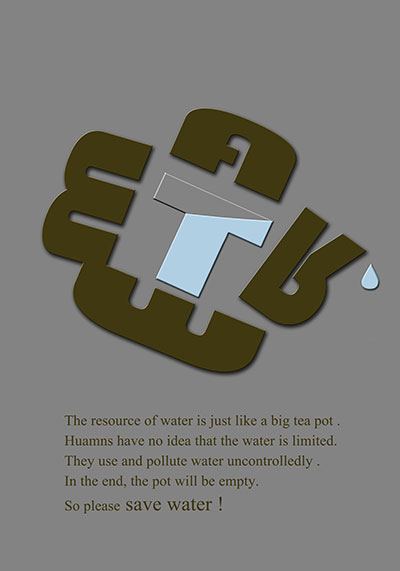 WATER
The resource of water is just like a big tea pot .
Huamns have no idea that the water is limited.
They use and pollute water uncontrolledly .
In the end, the pot will be empty.
So please save water !